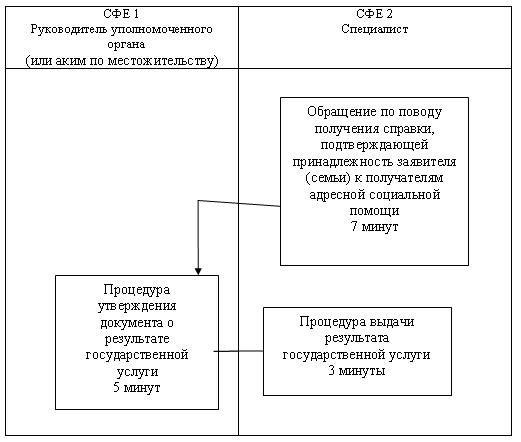 СФЕ 1
Руководитель уполномоченного
органа
(или аким по местожительству)
СФЕ 2
Специалист
Обращение по поводу
получения справки,
подтверждающей
принадлежность заявителя
(семьи) к получателям
адресной социальной
помощи
7 минут
Процедура
утверждения
документа о
результате
государственной
услуги
5 минут
Процедура выдачи
результата
государственной услуги
3 минуты